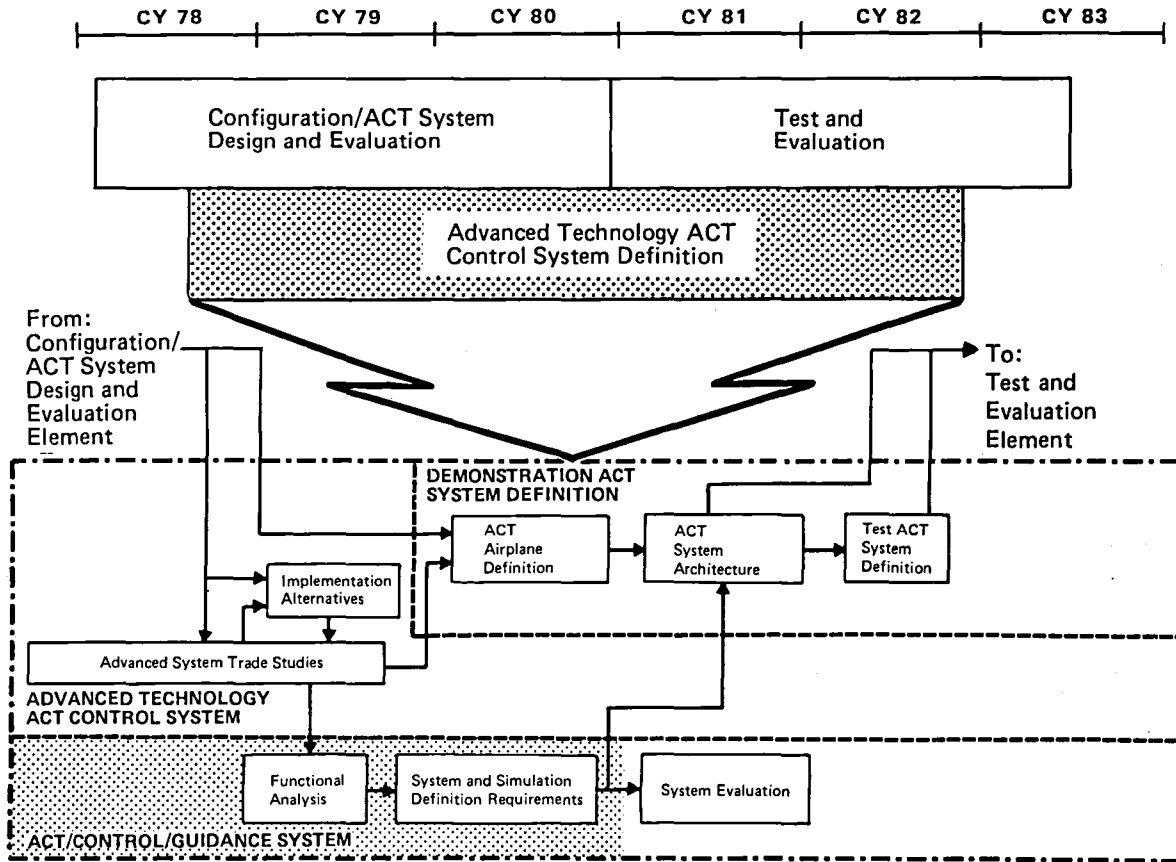 CY 78
CY 79
CY 80
CY 81
CY 82
CY 83
Configuration/ACT System
Design and Evaluation
Test and
Evaluation
Advanced Technology ACT
Control System Definition
From:
Configuration/
ACT System
Design and
Evaluation
Element
To:
Test and
Evaluation
Element
DEMONSTRATION ACT
SYSTEM DEFINITION
ACT
Airplane
Definition
ACT
System
Architecture
Test ACT
System
Definition
Implementation
Alternatives
Advanced System Trade Studies
ADVANCED TECHNOLOGY
ACT CONTROL SYSTEM
Functional
Analysis
System and Simulation
Definition Requirements
System Evaluation
ACT/CONTROL/GUIDANCE SYSTEM